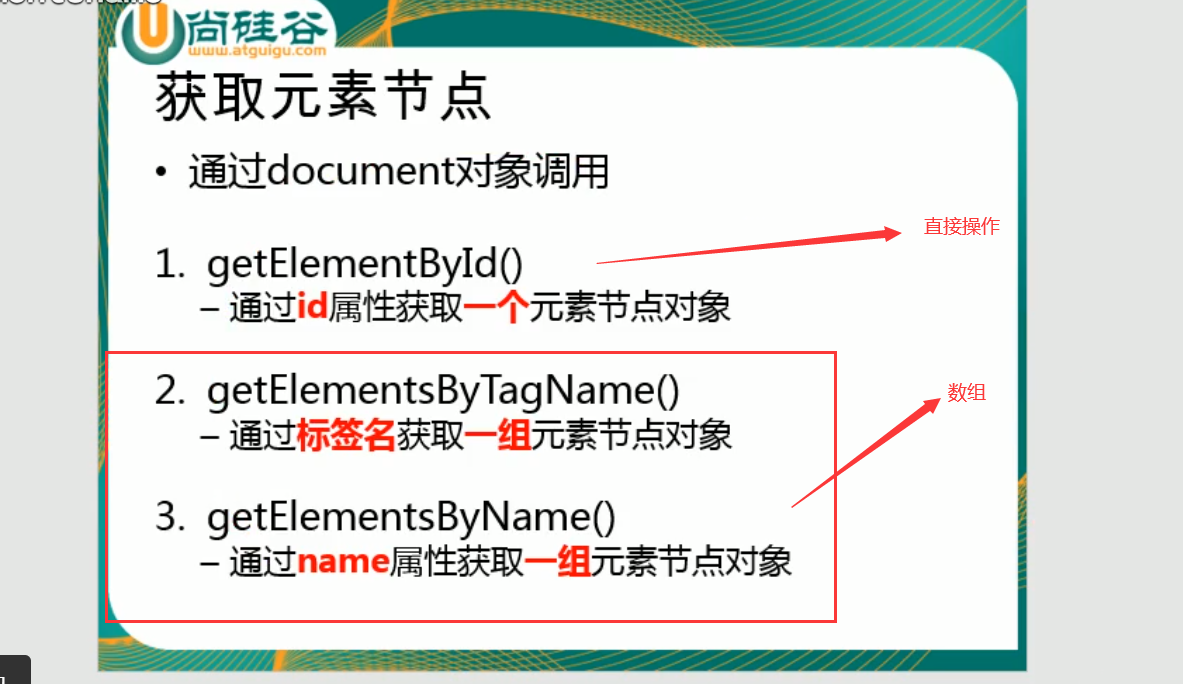 尚硅谷
www.atguigu.com
获取元素节点
• 通过document对象调用
直接操作
1. getElementById()
– 通过id属性获取一个元素节点对象
2. getElementsByTagName()
– 通过标签名获取一组元素节点对象
数组
3. getElementsByName()
– 通过name属性获取一组元素节点对象